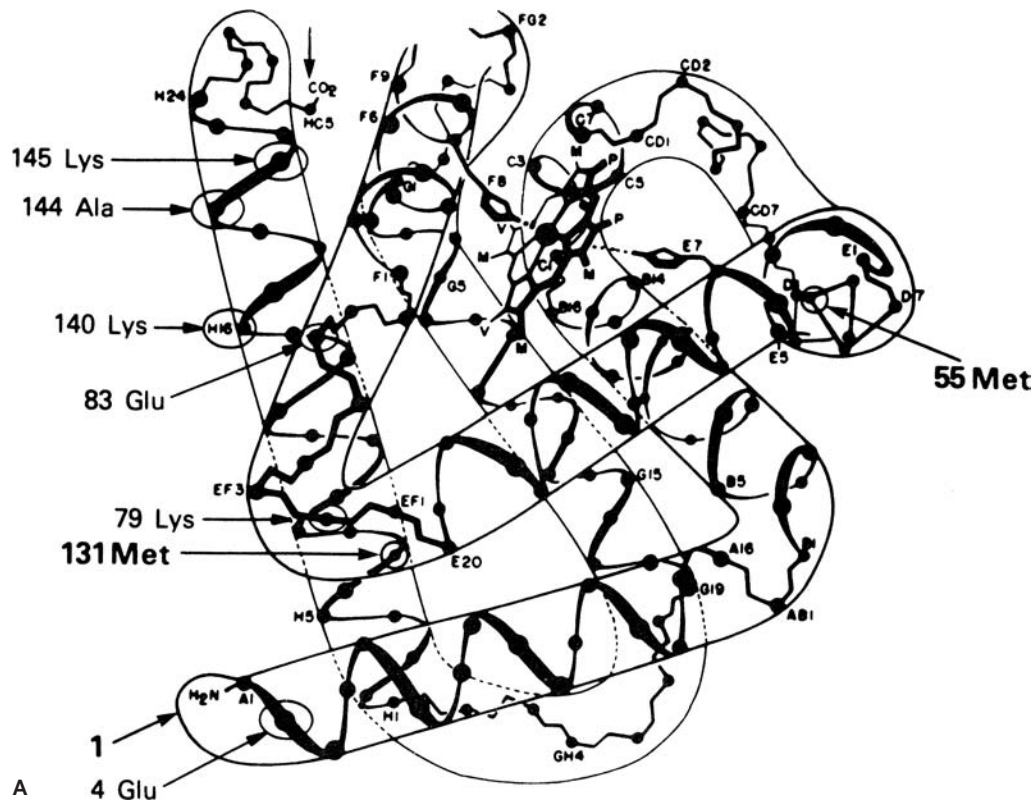 FG2
F9
CO2
H24
HC5
F6
CD2
C7
M
CD1
P
C3
C5
145 Lys
F8
144 Ala
P
V
CD7
E7
E1
M
C1
M
F1
G5
B14
D7
B16
140 Lys
H16
V
M
E5
83 Glu
55 Met
EF3
EF1
G15
B5
79 Lys
131 Met
E20
A16
G19
AB1
H5
H2N
A1
H1
1
GH4
A
4 Glu